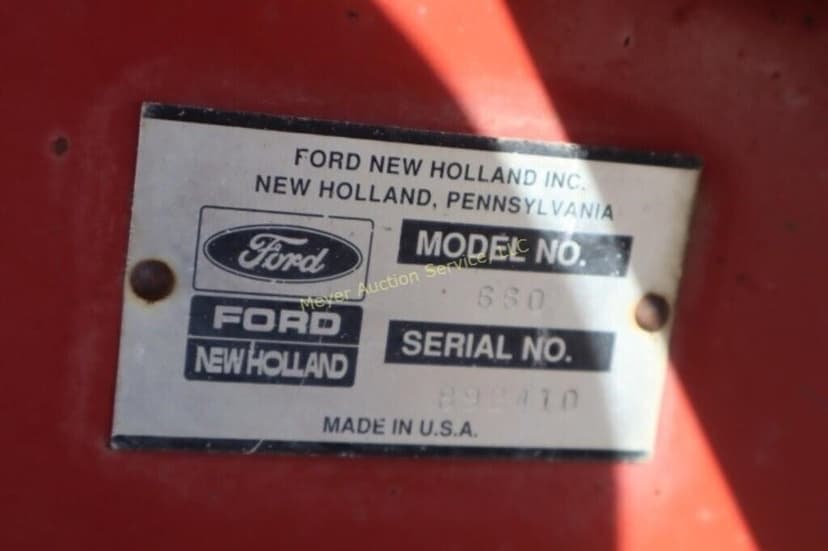 FORD NEW HOLLAND INC.
NEW HOLLAND, PENNSYLVANIA
Ford
FORD
NEW HOLLAND
MODEL NO.
660
SERIAL NO.
892410
MADE IN U.S.A.
Meyer Auction Service LLC